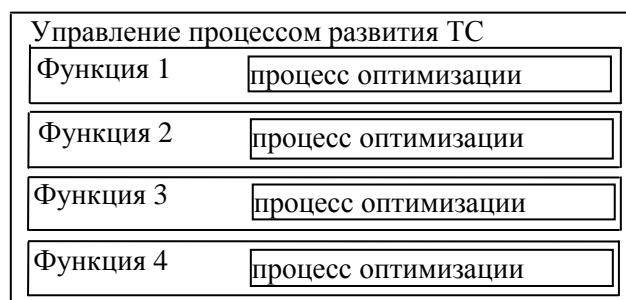 Управление процессом развития ТС
Функция 1 процесс оптимизации
Функция 2 процесс оптимизации
Функция 3 процесс оптимизации
Функция 4 процесс оптимизации